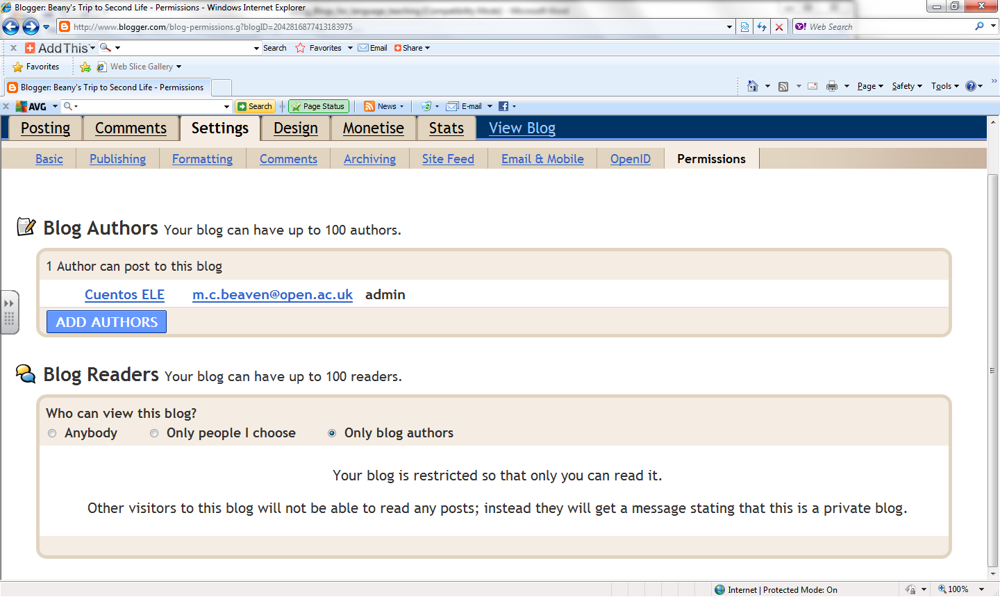 Blogger: Beany's Trip to Second Life - Permissions - Windows Internet Explorer
http://www.blogger.com/blog-permissions.g?blogID=2042816877413183975
Y! Web Search
AddThis Search Favorites Email Share
Favorites Web Slice Gallery
Blogger: Beany's Trip to Second Life - Permissions Page Safety Tools
AVG Search Page Status News E-mail
Posting Comments Settings Design Monetise Stats View Blog
Basic Publishing Formatting Comments Archiving Site Feed Email & Mobile OpenID Permissions
Blog Authors Your blog can have up to 100 authors.
1 Author can post to this blog
Cuentos ELE m.c.beaven@open.ac.uk admin
ADD AUTHORS
Blog Readers Your blog can have up to 100 readers.
Who can view this blog?
Anybody Only people I choose Only blog authors
Your blog is restricted so that only you can read it.
Other visitors to this blog will not be able to read any posts; instead they will get a message stating that this is a private blog.
Internet | Protected Mode: On 100%